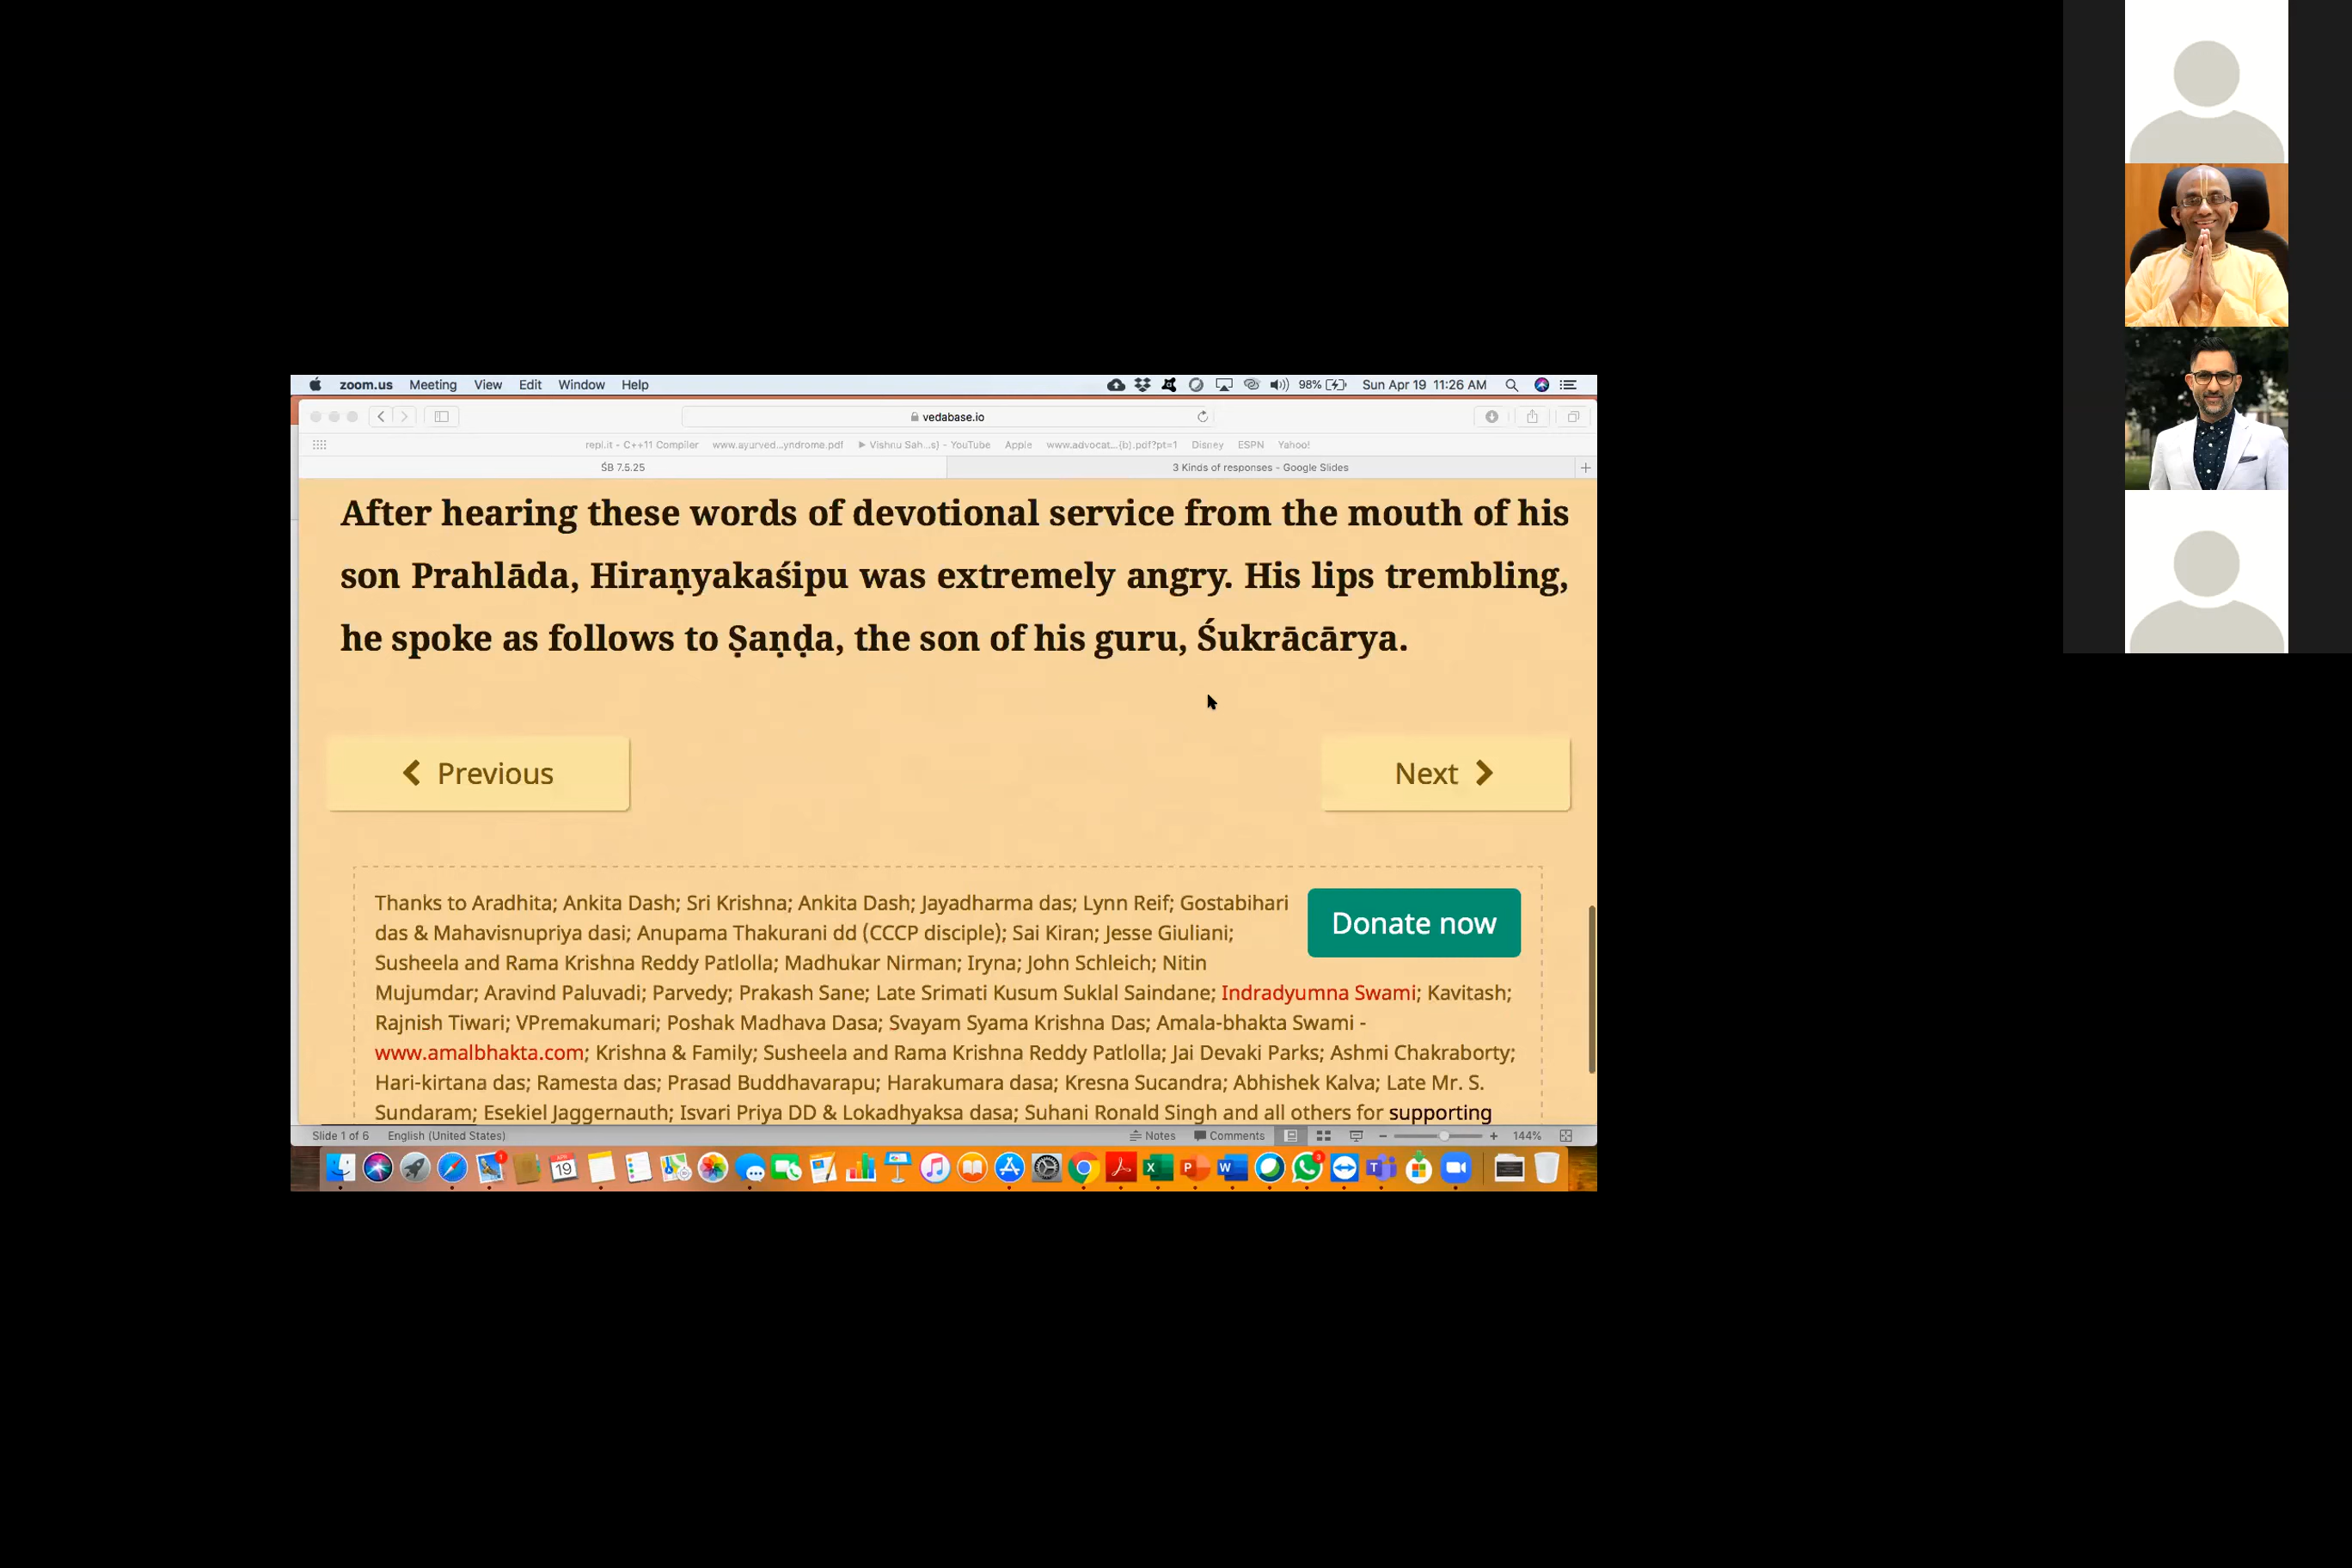 zoom.us Meeting View Edit Window Help 98% Sun Apr 19 11:26 AM
vedabase.io
repl.it - C++11 Compiler www.ayurved...yndrome.pdf ▶ Vishnu Sah...s) - YouTube Apple www.advocat...(b).pdf?pt=1 Disney ESPN Yahoo!
ŚB 7.5.25 3 Kinds of responses - Google Slides
After hearing these words of devotional service from the mouth of his
son Prahlāda, Hiraṇyakaśipu was extremely angry. His lips trembling,
he spoke as follows to Ṣaṇḍa, the son of his guru, Śukrācārya.
Previous Next
Thanks to Aradhita; Ankita Dash; Sri Krishna; Ankita Dash; Jayadharma das; Lynn Reif; Gostabihari
das & Mahavisnupriya dasi; Anupama Thakurani dd (CCCP disciple); Sai Kiran; Jesse Giuliani;
Donate now
Susheela and Rama Krishna Reddy Patlolla; Madhukar Nirman; Iryna; John Schleich; Nitin
Mujumdar; Aravind Paluvadi; Parvedy; Prakash Sane; Late Srimati Kusum Suklal Saindane; Indradyumna Swami; Kavitash;
Rajnish Tiwari; VPremakumari; Poshak Madhava Dasa; Svayam Syama Krishna Das; Amala-bhakta Swami -
www.amalbhakta.com; Krishna & Family; Susheela and Rama Krishna Reddy Patlolla; Jai Devaki Parks; Ashmi Chakraborty;
Hari-kirtana das; Ramesta das; Prasad Buddhavarapu; Harakumara dasa; Kresna Sucandra; Abhishek Kalva; Late Mr. S.
Sundaram; Esekiel Jaggernauth; Isvari Priya DD & Lokadhyaksa dasa; Suhani Ronald Singh and all others for supporting
Slide 1 of 6 English (United States) Notes Comments 144%
19